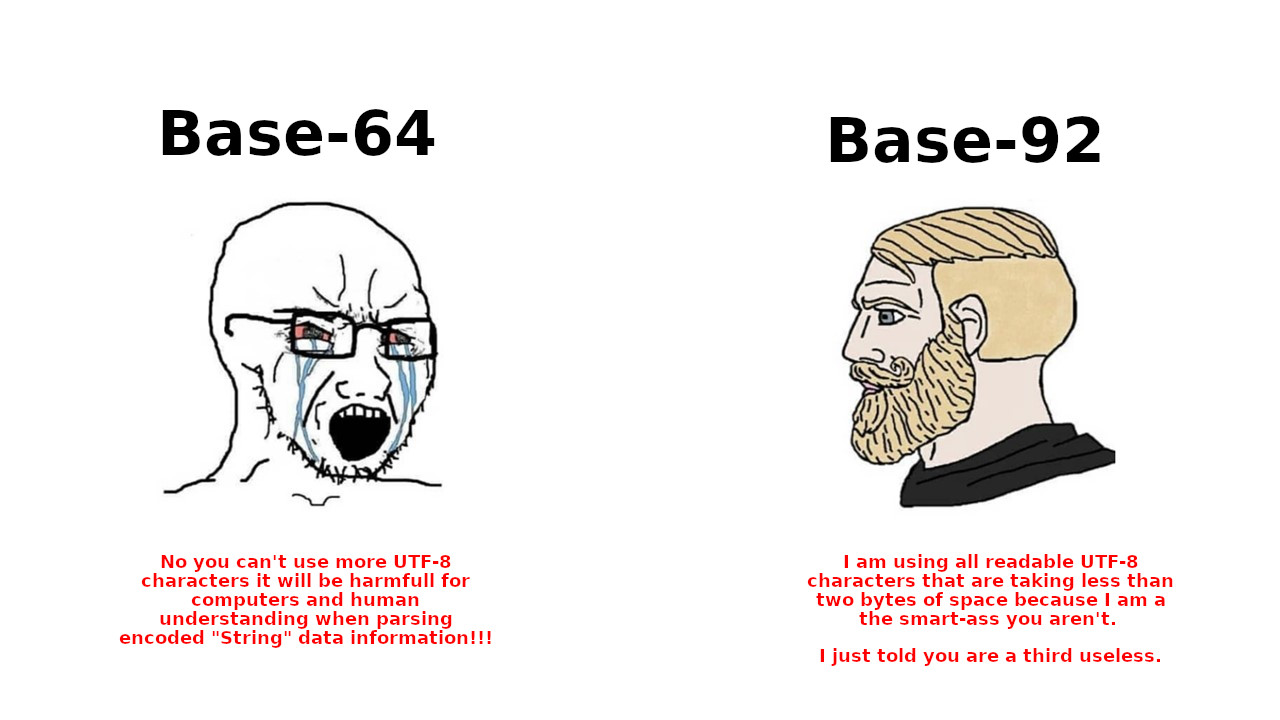 Base-64
Base-92
No you can't use more UTF-8
characters it will be harmfull for
computers and human
understanding when parsing
encoded "String" data information!!!
I am using all readable UTF-8
characters that are taking less than
two bytes of space because I am a
the smart-ass you aren't.
I just told you are a third useless.